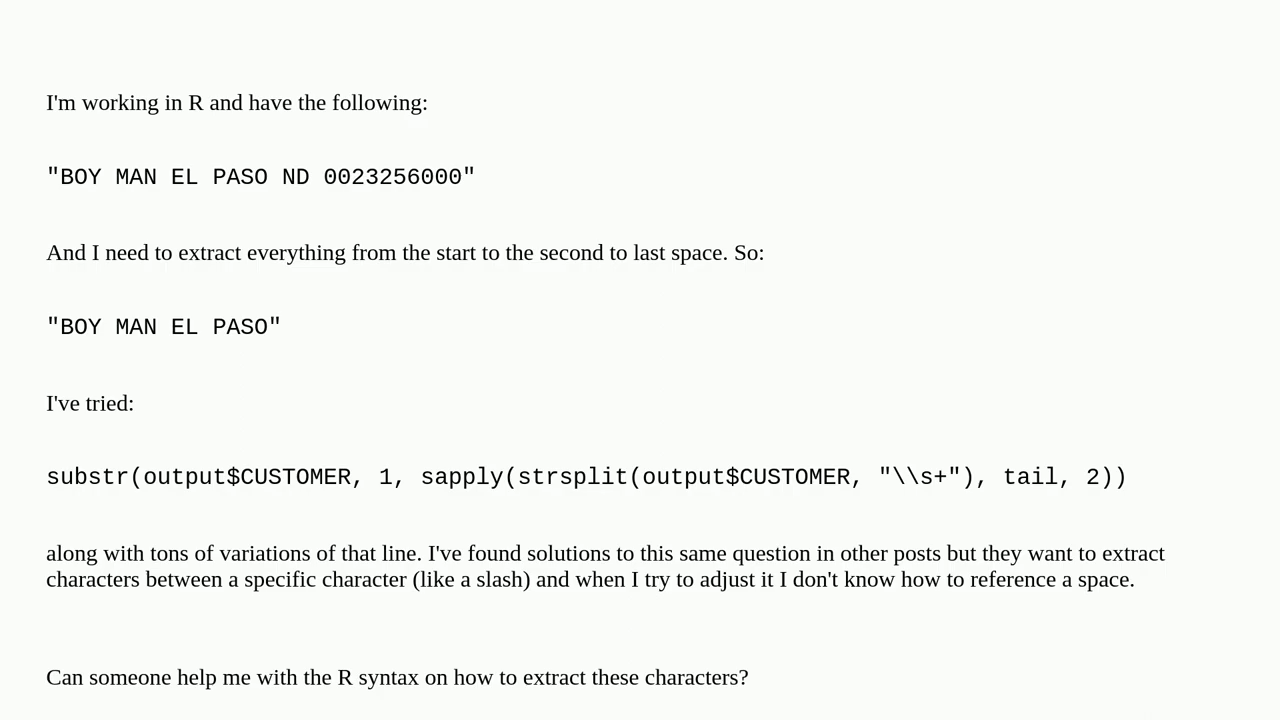 I'm working in R and have the following:
"BOY MAN EL PASO ND 0023256000"
And I need to extract everything from the start to the second to last space. So:
"BOY MAN EL PASO"
I've tried:
substr(output$CUSTOMER, 1, sapply(strsplit(output$CUSTOMER, "\\s+"), tail, 2))
along with tons of variations of that line. I've found solutions to this same question in other posts but they want to extract
characters between a specific character (like a slash) and when I try to adjust it I don't know how to reference a space.
Can someone help me with the R syntax on how to extract these characters?